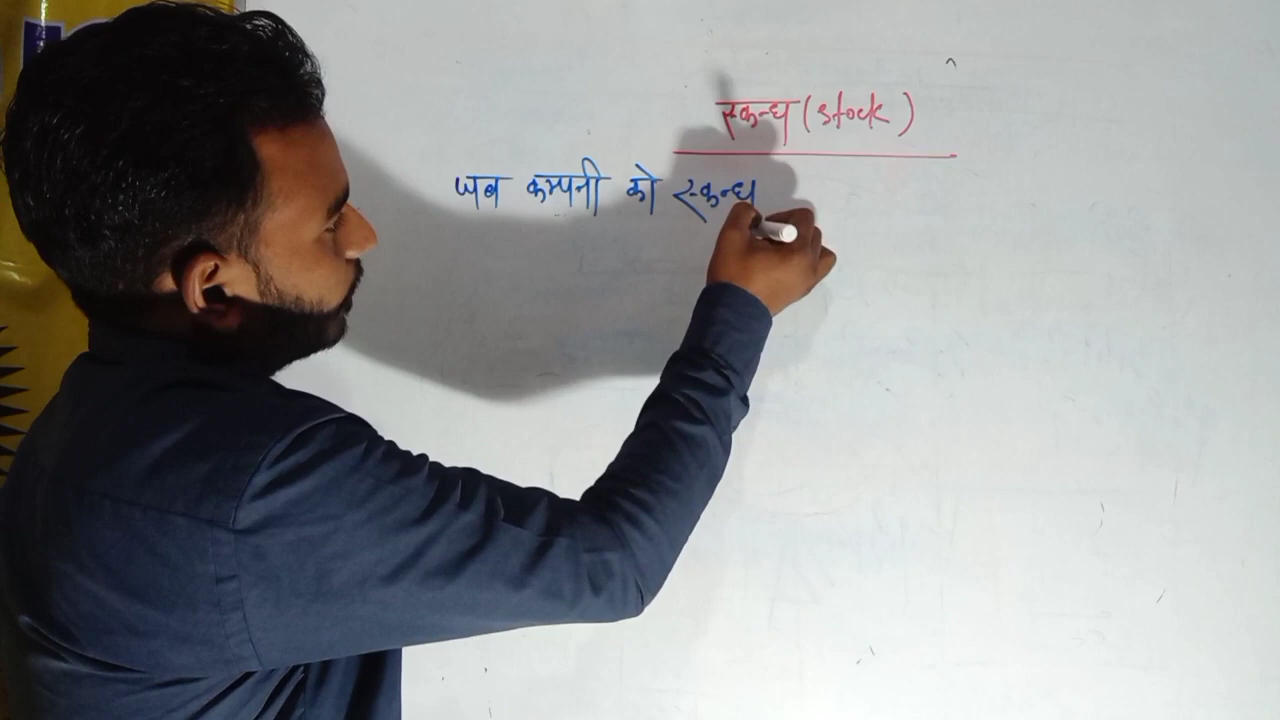 स्कन्ध (stock)
जब कम्पनी को स्कन्ध